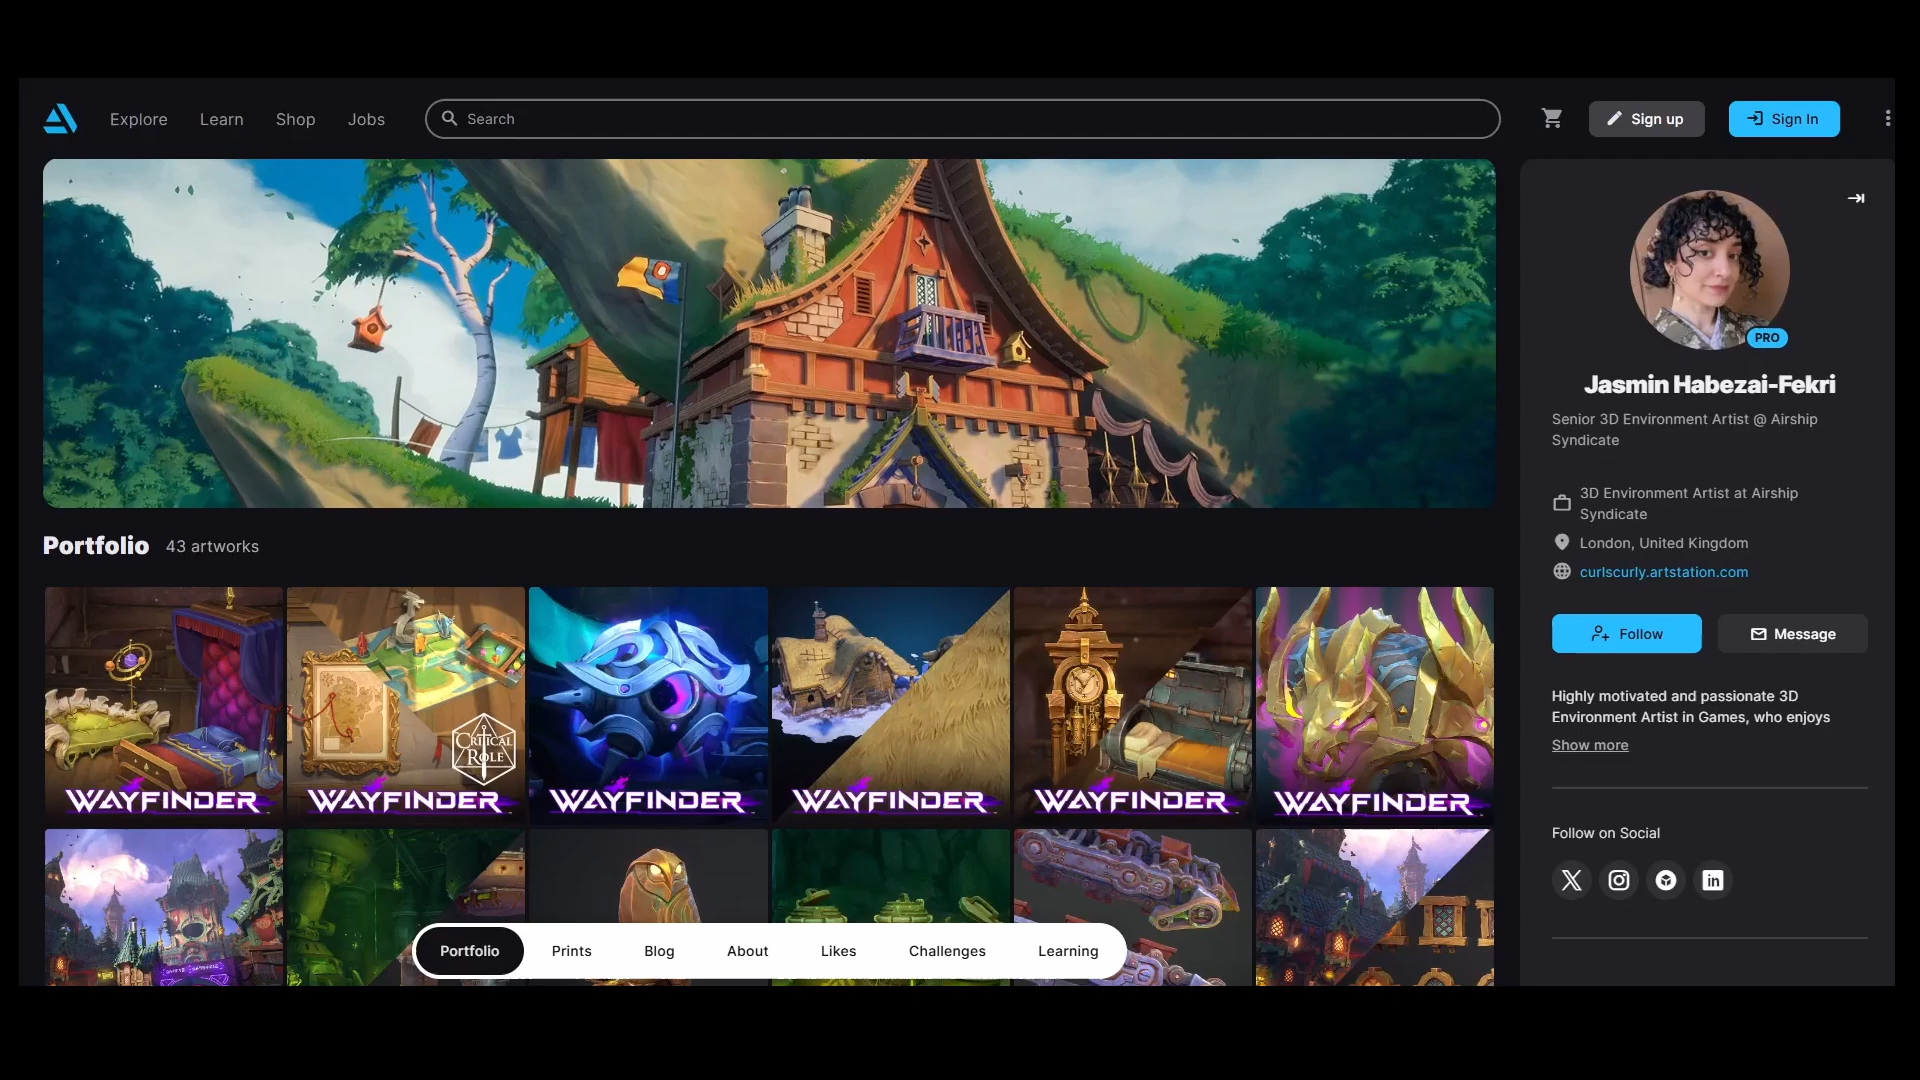 Explore Learn Shop Jobs Search Sign up Sign In
PRO
Jasmin Habezai-Fekri
Senior 3D Environment Artist @ Airship
Syndicate
3D Environment Artist at Airship
Syndicate
London, United Kingdom
curlscurly.artstation.com
Follow Message
Highly motivated and passionate 3D
Environment Artist in Games, who enjoys
Show more
Follow on Social
Portfolio 43 artworks
CRITICAL
ROLE
WAYFINDER WAYFINDER WAYFINDER WAYFINDER WAYFINDER WAYFINDER
Portfolio Prints Blog About Likes Challenges Learning